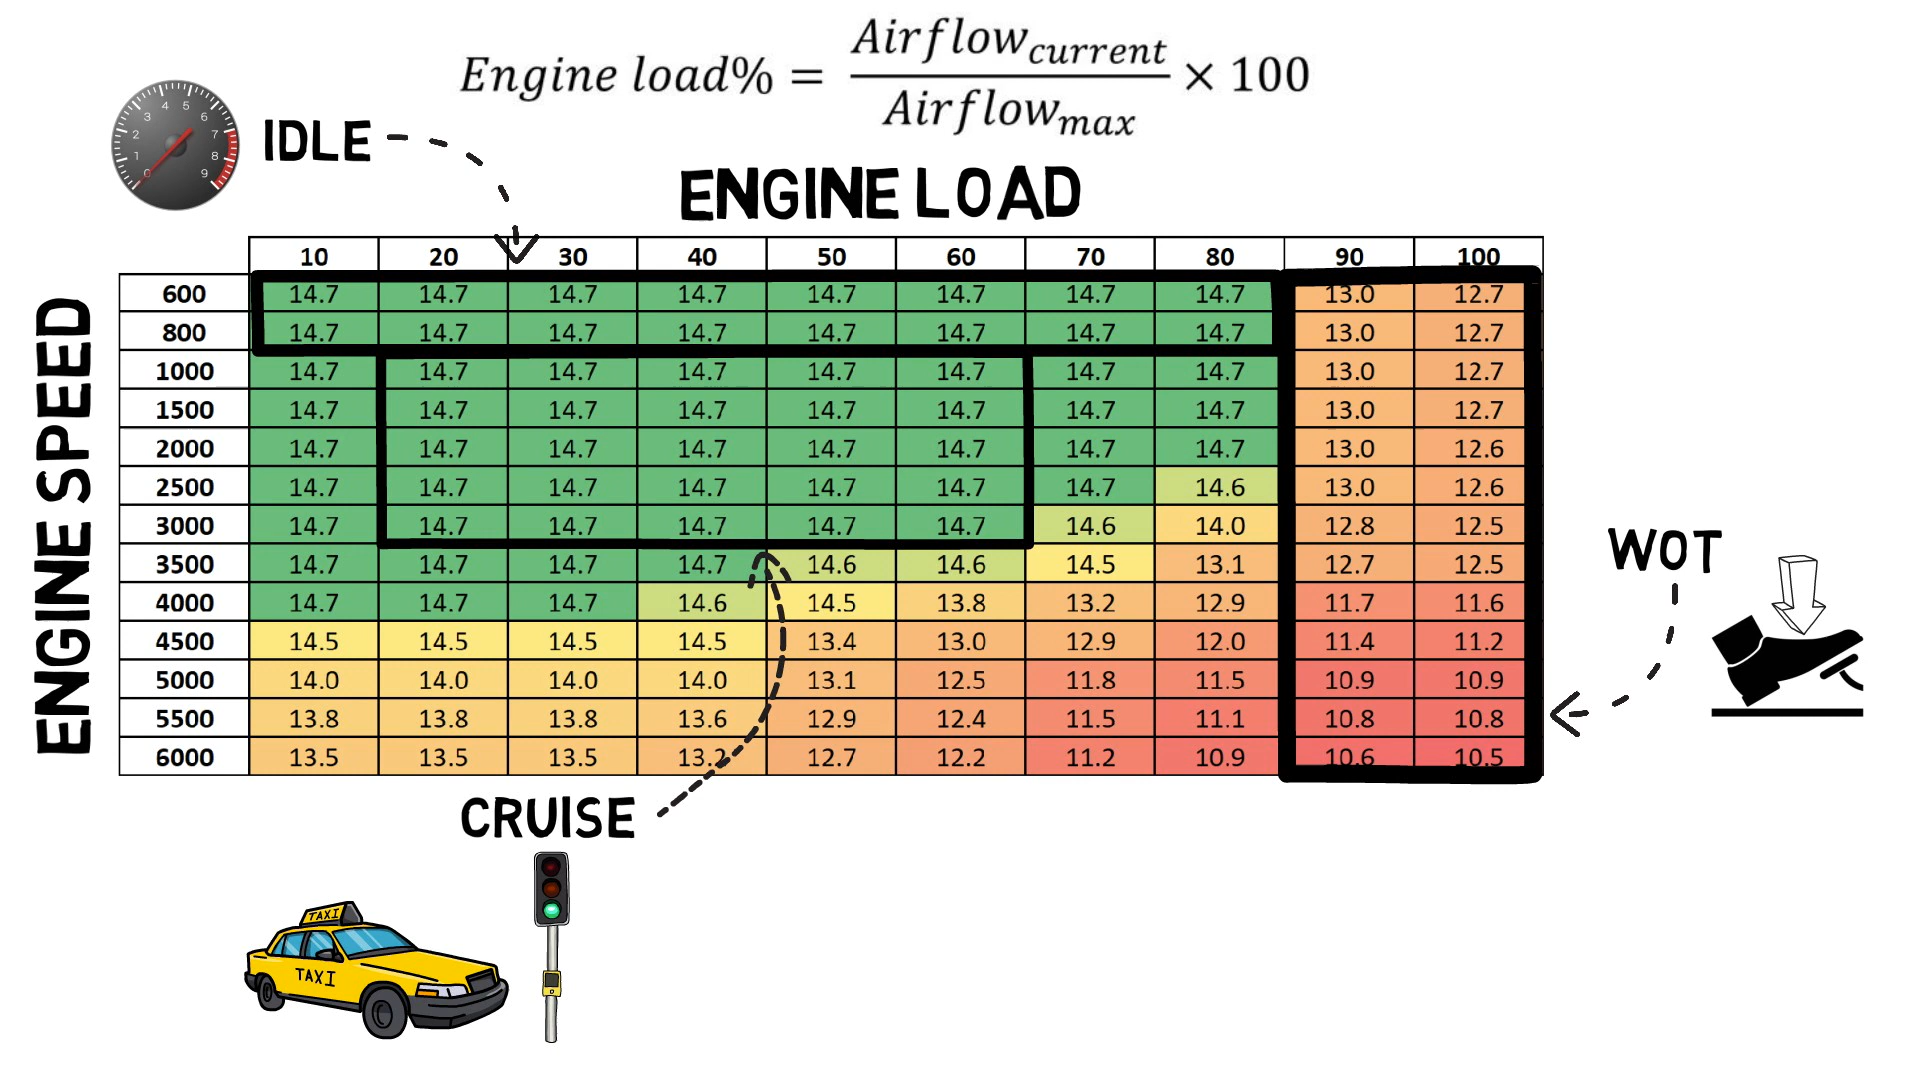 Engine load% = Airflow_current / Airflow_max × 100
4 5
3 6
2 7
1 8
0 9
IDLE
ENGINE LOAD
10 20 30 40 50 60 70 80 90 100
ENGINE SPEED
600 14.7 14.7 14.7 14.7 14.7 14.7 14.7 14.7 13.0 12.7
800 14.7 14.7 14.7 14.7 14.7 14.7 14.7 14.7 13.0 12.7
1000 14.7 14.7 14.7 14.7 14.7 14.7 14.7 14.7 13.0 12.7
1500 14.7 14.7 14.7 14.7 14.7 14.7 14.7 14.7 13.0 12.7
2000 14.7 14.7 14.7 14.7 14.7 14.7 14.7 14.7 13.0 12.6
2500 14.7 14.7 14.7 14.7 14.7 14.7 14.7 14.6 13.0 12.6
3000 14.7 14.7 14.7 14.7 14.7 14.7 14.6 14.0 12.8 12.5
3500 14.7 14.7 14.7 14.7 14.6 14.6 14.5 13.1 12.7 12.5
4000 14.7 14.7 14.7 14.6 14.5 13.8 13.2 12.9 11.7 11.6
4500 14.5 14.5 14.5 14.5 13.4 13.0 12.9 12.0 11.4 11.2
5000 14.0 14.0 14.0 14.0 13.1 12.5 11.8 11.5 10.9 10.9
5500 13.8 13.8 13.8 13.6 12.9 12.4 11.5 11.1 10.8 10.8
6000 13.5 13.5 13.5 13.2 12.7 12.2 11.2 10.9 10.6 10.5
WOT
CRUISE
TAXI
TAXI